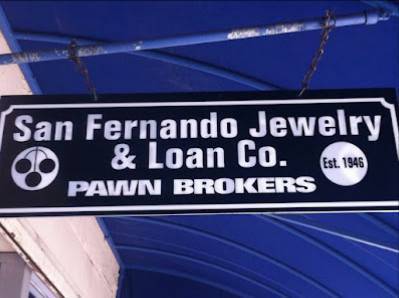 San Fernando Jewelry
& Loan Co.
Est. 1946
PAWN BROKERS